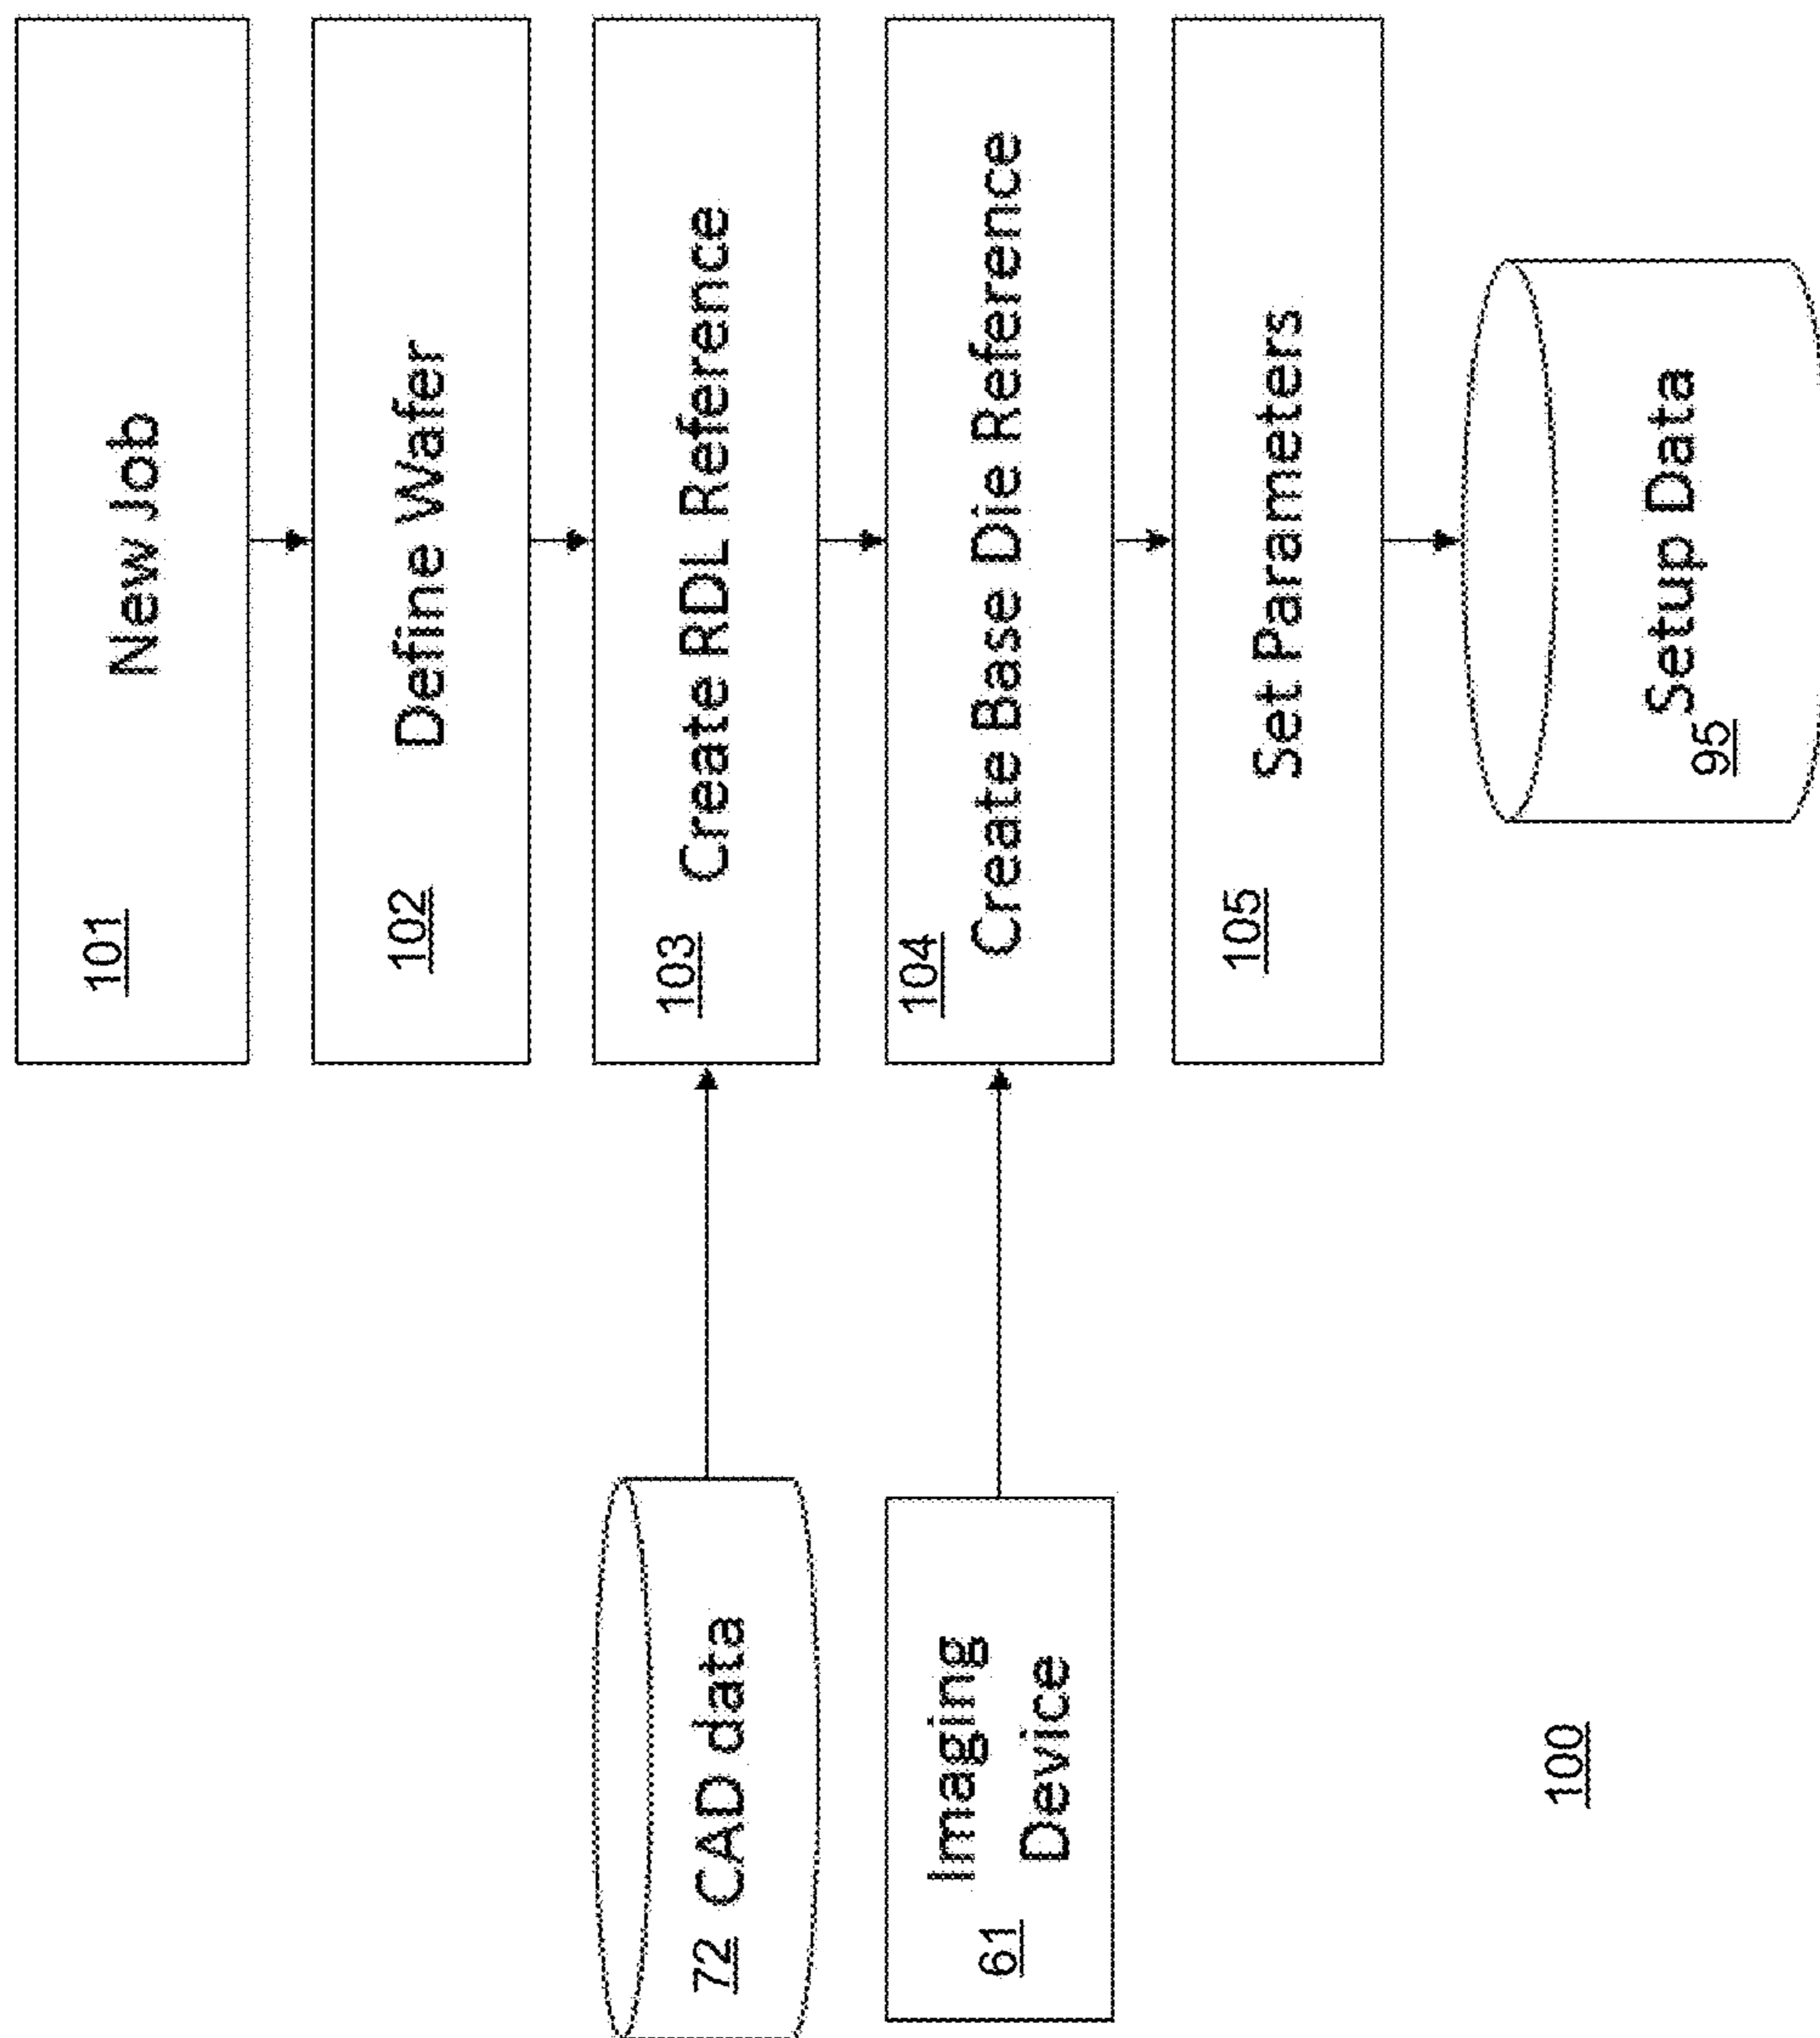 101
New Job
102
Define Wafer
72 CAD data
103
Create RDL Reference
61
Imaging
Device
104
Create Base Die Reference
105
Set Parameters
Setup Data
95
100